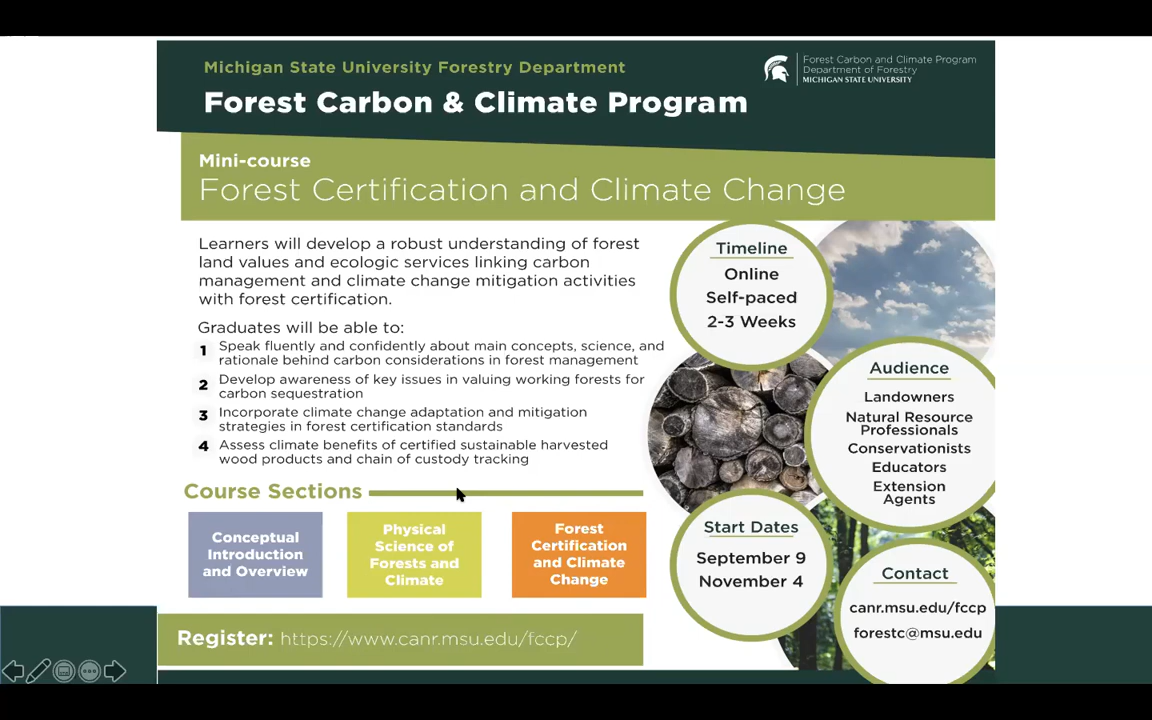 Michigan State University Forestry Department
Forest Carbon & Climate Program
Forest Carbon and Climate Program
Department of Forestry
MICHIGAN STATE UNIVERSITY
Mini-course
Forest Certification and Climate Change
Learners will develop a robust understanding of forest
land values and ecologic services linking carbon
management and climate change mitigation activities
with forest certification.
Graduates will be able to:
1 Speak fluently and confidently about main concepts, science, and
rationale behind carbon considerations in forest management
2 Develop awareness of key issues in valuing working forests for
carbon sequestration
3 Incorporate climate change adaptation and mitigation
strategies in forest certification standards
4 Assess climate benefits of certified sustainable harvested
wood products and chain of custody tracking
Course Sections
Conceptual
Introduction
and Overview
Physical
Science of
Forests and
Climate
Forest
Certification
and Climate
Change
Register: https://www.canr.msu.edu/fccp/
Timeline
Online
Self-paced
2-3 Weeks
Audience
Landowners
Natural Resource
Professionals
Conservationists
Educators
Extension
Agents
Start Dates
September 9
November 4
Contact
canr.msu.edu/fccp
forestc@msu.edu